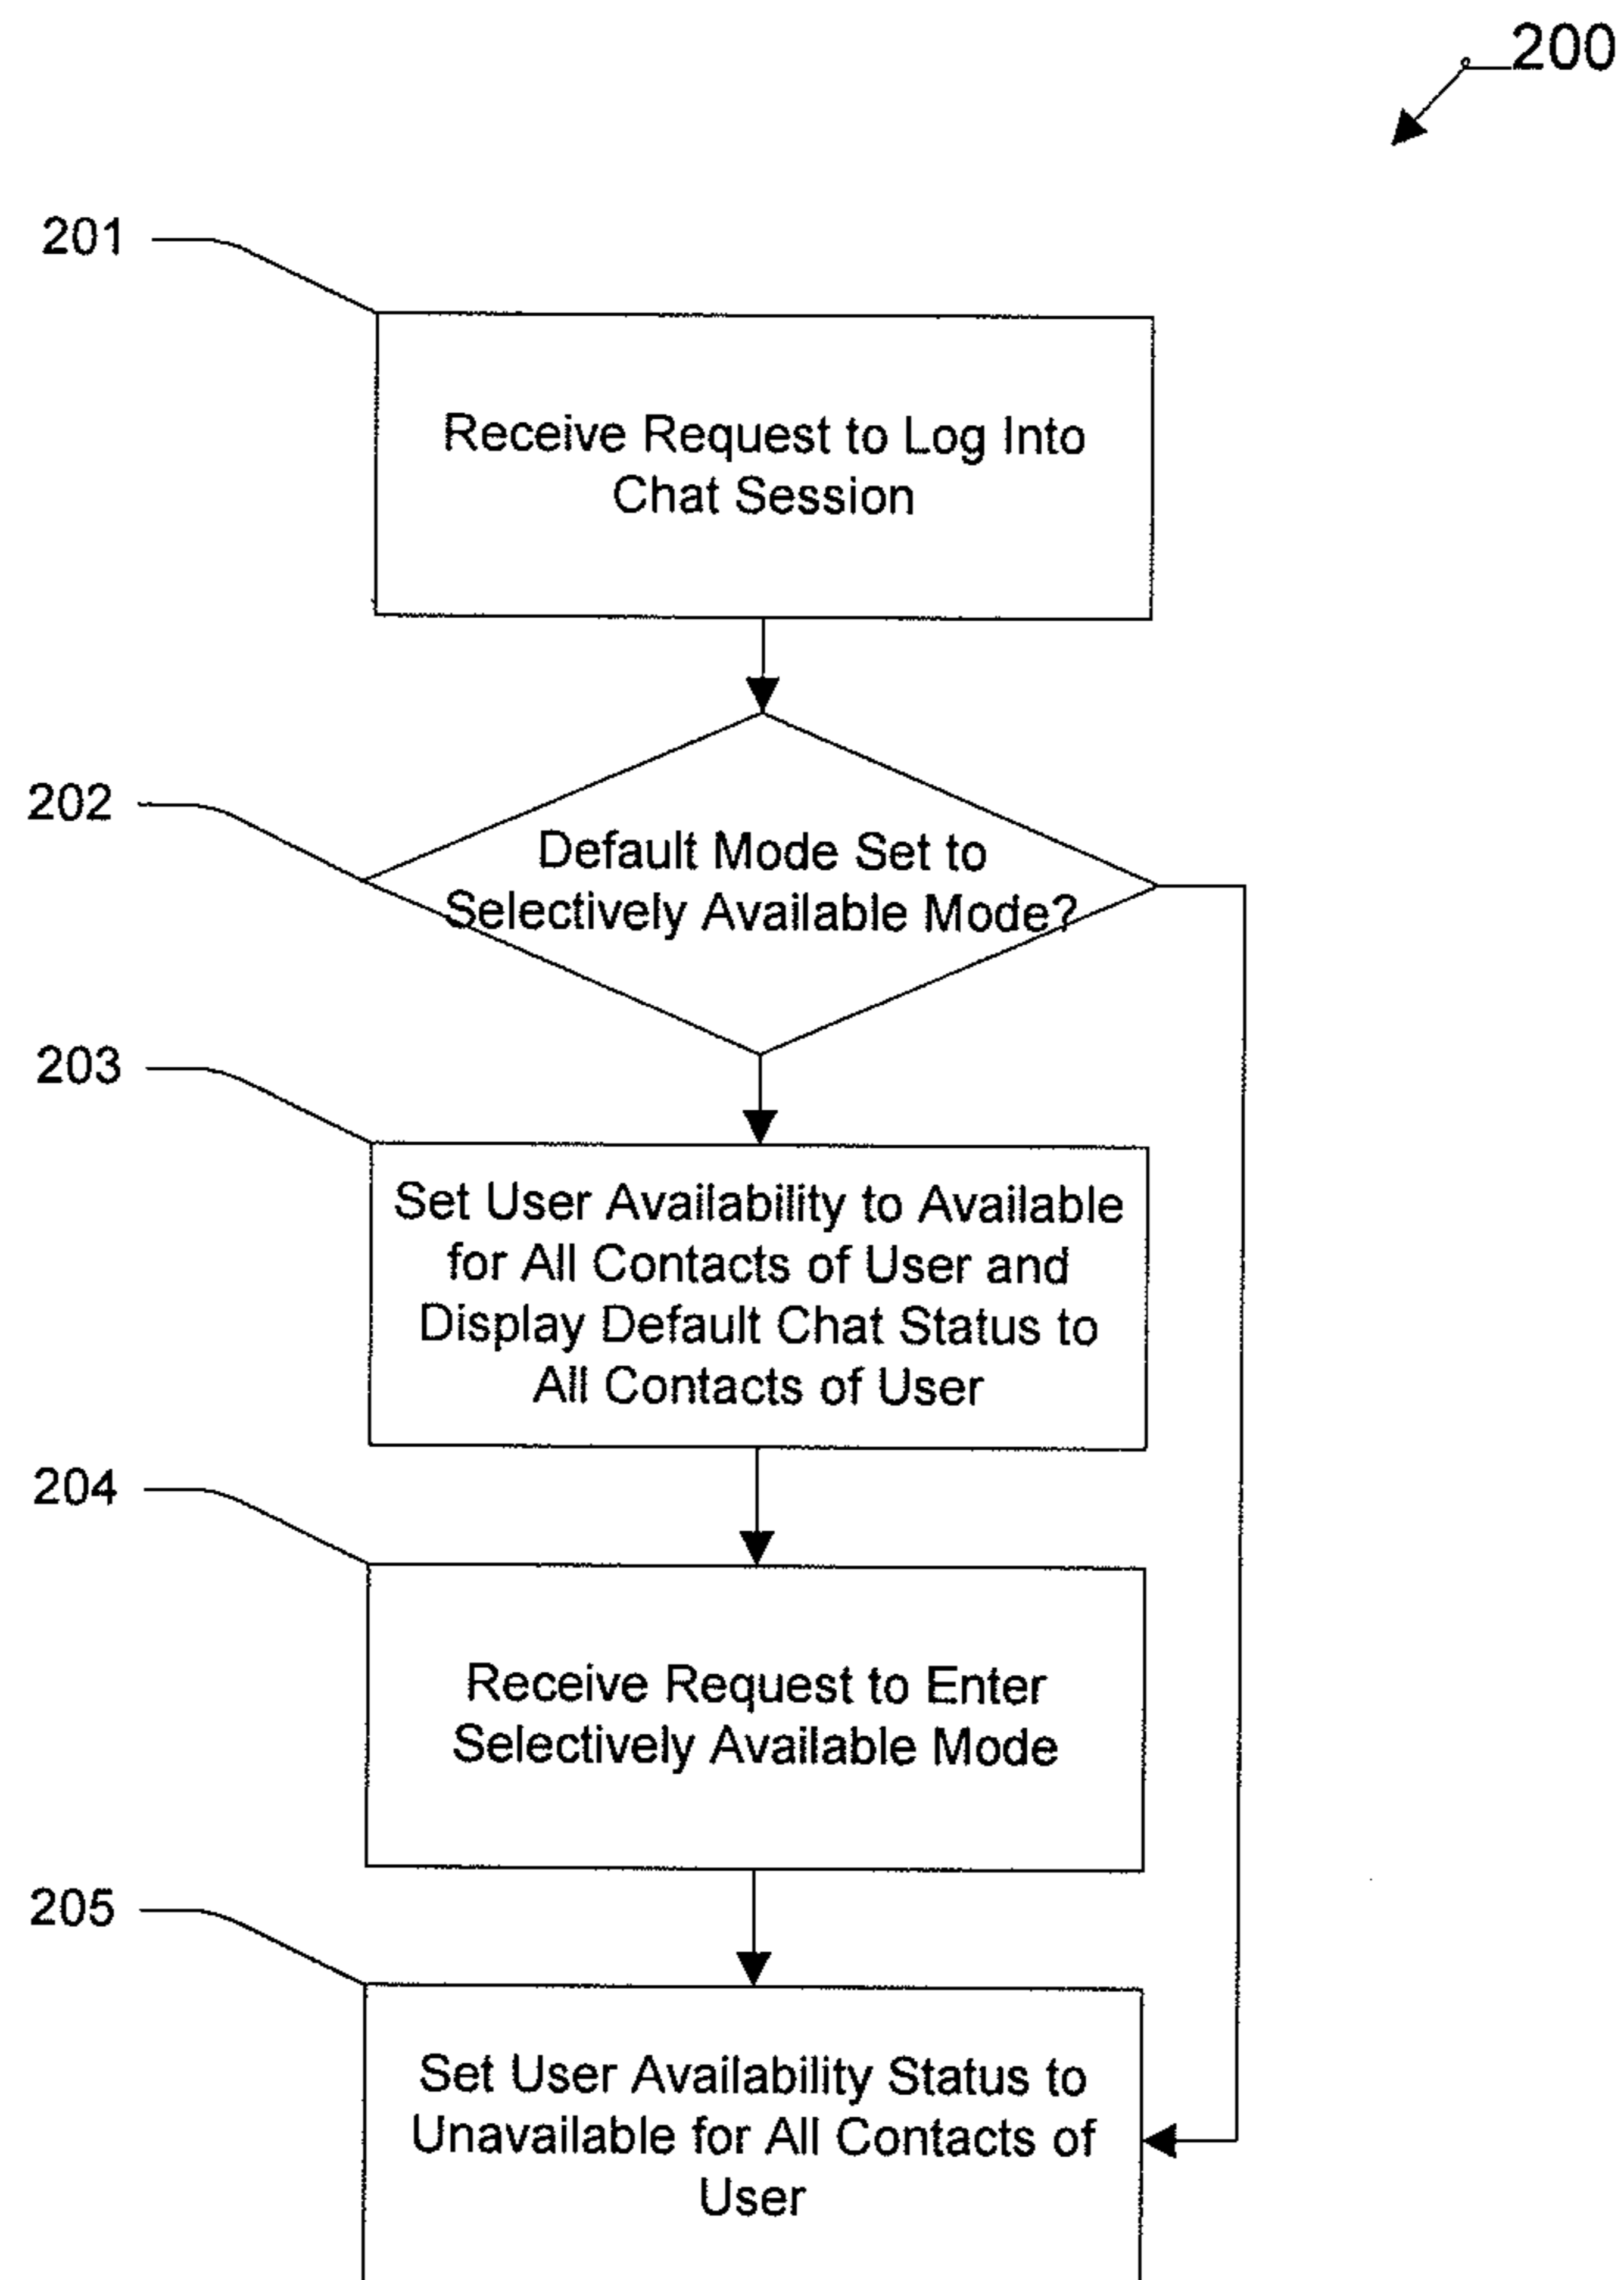 200
201
Receive Request to Log Into
Chat Session
202
Default Mode Set to
Selectively Available Mode?
203
Set User Availability to Available
for All Contacts of User and
Display Default Chat Status to
All Contacts of User
204
Receive Request to Enter
Selectively Available Mode
205
Set User Availability Status to
Unavailable for All Contacts of
User